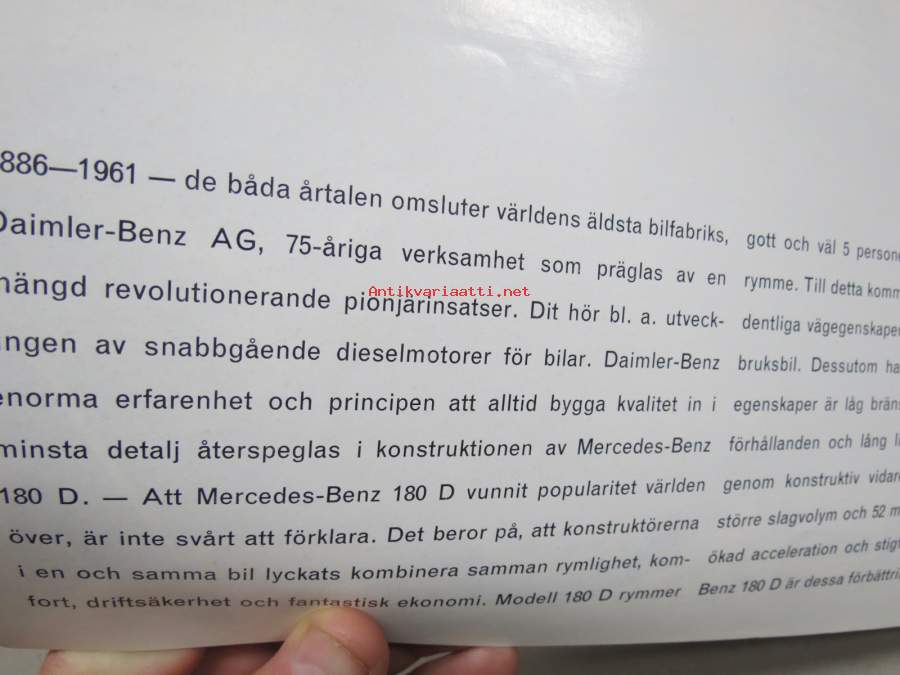 886—1961 — de båda årtalen omsluter världens äldsta bilfabriks,
Daimler-Benz AG, 75-åriga verksamhet som präglas av en
mängd revolutionerande pionjärinsatser. Dit hör bl. a. utveck-
ingen av snabbgående dieselmotorer för bilar. Daimler-Benz
enorma erfarenhet och principen att alltid bygga kvalitet in i
minsta detalj återspeglas i konstruktionen av Mercedes-Benz
180 D. — Att Mercedes-Benz 180 D vunnit popularitet världen
över, är inte svårt att förklara. Det beror på, att konstruktörerna
i en och samma bil lyckats kombinera samman rymlighet, kom-
fort, driftsäkerhet och fantastisk ekonomi. Modell 180 D rymmer
gott och väl 5 persone
rymme. Till detta komm
dentliga vägegenskaper
bruksbil. Dessutom ha
egenskaper är låg bräns
förhållanden och lång li
genom konstruktiv vidare
större slagvolym och 52 m
ökad acceleration och stigf
Benz 180 D är dessa förbättri
Antikvariaatti.net